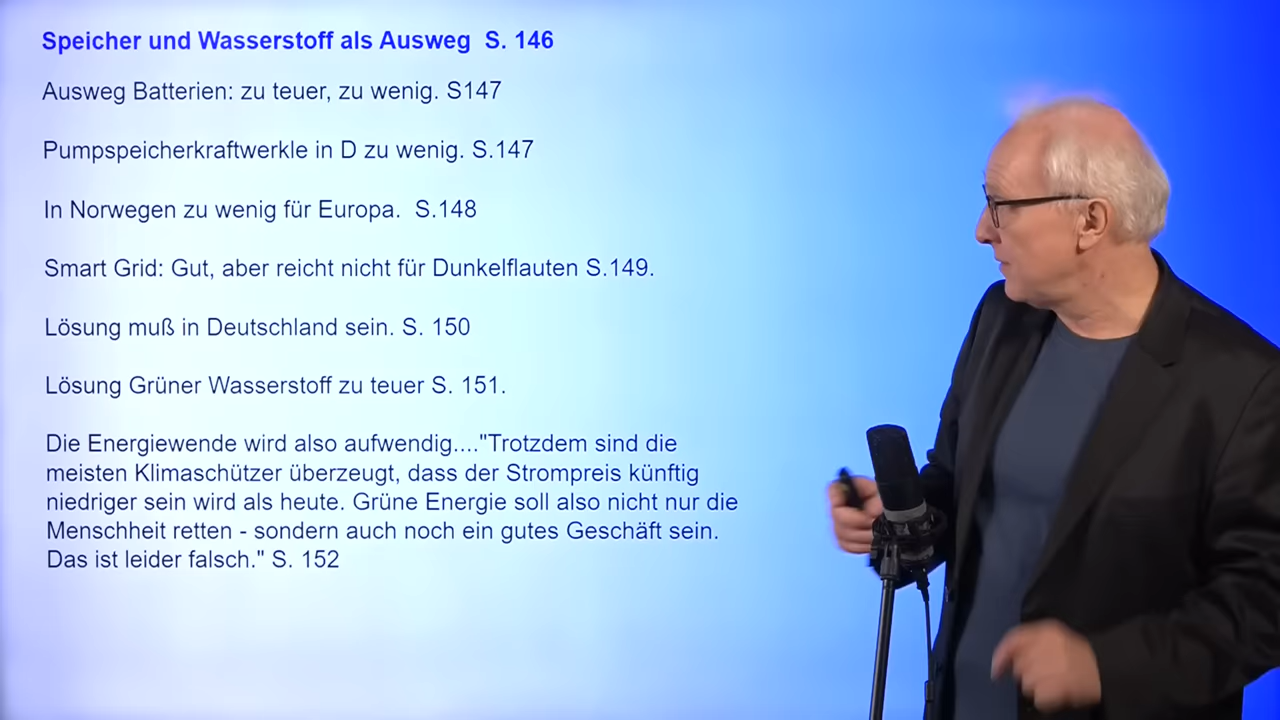 Speicher und Wasserstoff als Ausweg  S. 146
Ausweg Batterien: zu teuer, zu wenig. S147
Pumpspeicherkraftwerkle in D zu wenig. S.147
In Norwegen zu wenig für Europa.  S.148
Smart Grid: Gut, aber reicht nicht für Dunkelflauten S.149.
Lösung muß in Deutschland sein. S. 150
Lösung Grüner Wasserstoff zu teuer S. 151.
Die Energiewende wird also aufwendig...."Trotzdem sind die
meisten Klimaschützer überzeugt, dass der Strompreis künftig
niedriger sein wird als heute. Grüne Energie soll also nicht nur die
Menschheit retten - sondern auch noch ein gutes Geschäft sein.
Das ist leider falsch." S. 152